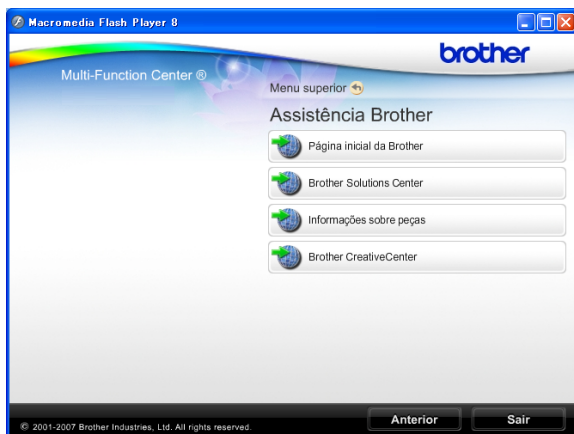 Macromedia Flash Player 8
brother
Multi-Function Center ®
Menu superior
Assistência Brother
Página inicial da Brother
Brother Solutions Center
Informações sobre peças
Brother CreativeCenter
Anterior
Sair
© 2001-2007 Brother Industries, Ltd. All rights reserved.